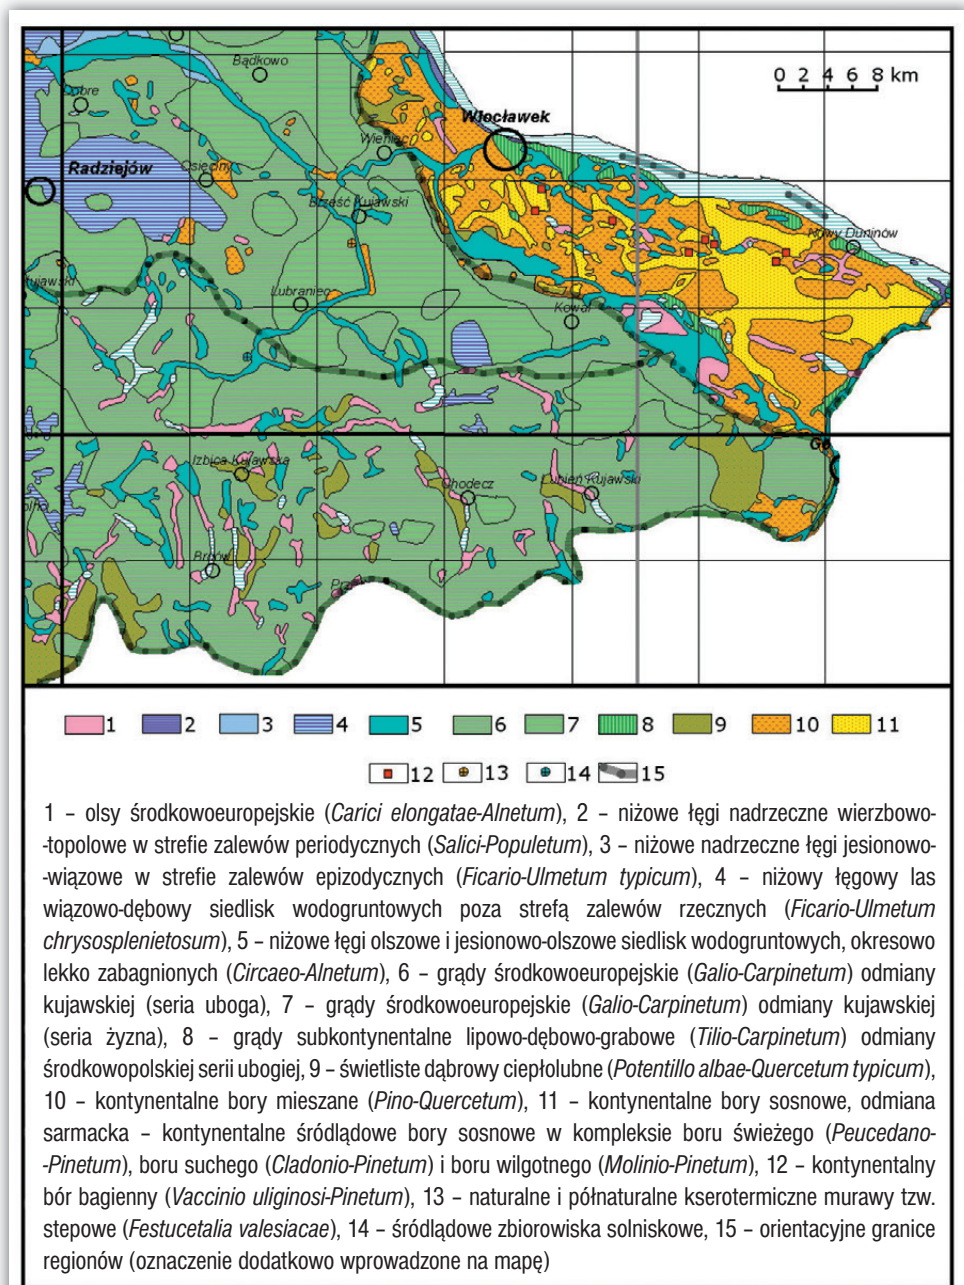 Bądkowo
0 2 4 6 8 km
Włocławek
Wieniec
Radziejów
Osięciny
Brześć Kujawski
Nowy Duninów
Lubraniec
Kowal
Izbica Kujawska
Chodecz
Lubień Kujawski
1 2 3 4 5 6 7 8 9 10 11
12 13 14 15
1 – olsy środkowoeuropejskie (Carici elongatae-Alnetum), 2 – niżowe łęgi nadrzeczne wierzbowo-
-topolowe w strefie zalewów periodycznych (Salici-Populetum), 3 – niżowe nadrzeczne łęgi jesionowo-
-wiązowe w strefie zalewów epizodycznych (Ficario-Ulmetum typicum), 4 – niżowy łęgowy las
wiązowo-dębowy siedlisk wodogruntowych poza strefą zalewów rzecznych (Ficario-Ulmetum
chrysosplenietosum), 5 – niżowe łęgi olszowe i jesionowo-olszowe siedlisk wodogruntowych, okresowo
lekko zabagnionych (Circaeo-Alnetum), 6 – grądy środkowoeuropejskie (Galio-Carpinetum) odmiany
kujawskiej (seria uboga), 7 – grądy środkowoeuropejskie (Galio-Carpinetum) odmiany kujawskiej
(seria żyzna), 8 – grądy subkontynentalne lipowo-dębowo-grabowe (Tilio-Carpinetum) odmiany
środkowopolskiej serii ubogiej, 9 – świetliste dąbrowy ciepłolubne (Potentillo albae-Quercetum typicum),
10 – kontynentalne bory mieszane (Pino-Quercetum), 11 – kontynentalne bory sosnowe, odmiana
sarmacka – kontynentalne śródlądowe bory sosnowe w kompleksie boru świeżego (Peucedano-
-Pinetum), boru suchego (Cladonio-Pinetum) i boru wilgotnego (Molinio-Pinetum), 12 – kontynentalny
bór bagienny (Vaccinio uliginosi-Pinetum), 13 – naturalne i półnaturalne kserotermiczne murawy tzw.
stepowe (Festucetalia valesiacae), 14 – śródlądowe zbiorowiska solniskowe, 15 – orientacyjne granice
regionów (oznaczenie dodatkowo wprowadzone na mapę)